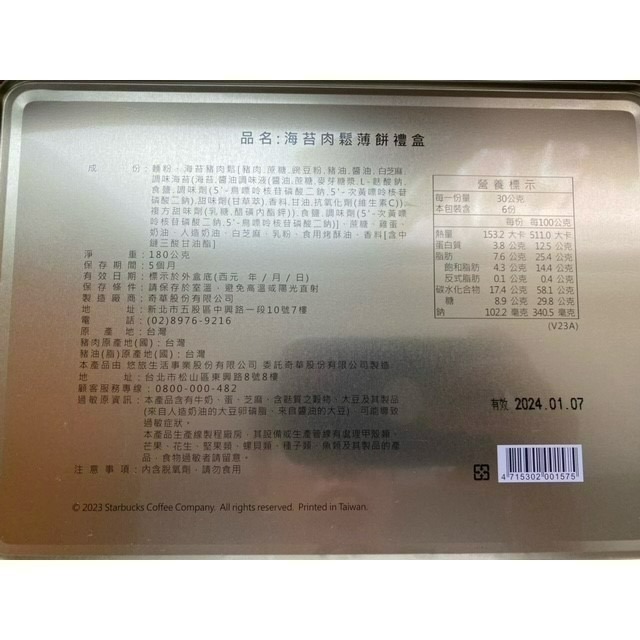 品名:海苔肉鬆薄餅禮盒
成 份:麵粉、海苔豬肉鬆[豬肉,蔗糖,豌豆粉,豬油,醬油,白芝麻,
調味海苔(海苔,醬油調味液(醬油,蔗糖,麥芽糖漿,L-麩酸鈉,
食鹽,調味劑(5'-鳥嘌呤核苷磷酸二鈉,5'-次黃嘌呤核苷磷酸
二鈉),甜味劑(甘草萃),香料,甘油,抗氧化劑(維生素C))
複方甜味劑(乳糖,醋磺內酯鉀)),食鹽,調味劑(5'-次黃嘌
呤核苷磷酸二鈉,5'-鳥嘌呤核苷磷酸二鈉)]、蔗糖、雞蛋、
奶油、人造奶油、白芝麻、乳粉、食用烤酥油、香料[含中
鏈三酸甘油酯]
淨 重:180公克
保存期間:5個月
有效日期:標示於外盒底(西元 年/月/日)
保存條件:請存放於室溫,避免高溫或陽光直射
製造廠商:奇華股份有限公司
地 址:新北市五股區中興路一段10號7樓
電 話:(02)8976-9216
原 產 地:台灣
豬肉原產地(國):台灣
豬油(脂)原產地(國):台灣
本產品由 悠旅生活事業股份有限公司 委託奇華股份有限公司製造
地 址:台北市松山區東興路8號8樓
顧客服務專線:0800-000-482
過敏原資訊:本產品含有牛奶、蛋、芝麻、含麩質之穀物、大豆及其製品
(來自人造奶油的大豆卵磷脂、來自醬油的大豆) 可能導致
過敏症狀。
本產品生產線製程廠房,其設備或生產管線有處理甲殼類、
芒果、花生、堅果類、螺貝類、種子類、魚類及其製品的產
品,食物過敏者請留意。
注意事項:內含脫氧劑,請勿食用
© 2023 Starbucks Coffee Company. All rights reserved. Printed in Taiwan.
營養標示
每一份量 30公克
本包裝含 6份
每份 每100公克
熱量 153.2 大卡 511.0 大卡
蛋白質 3.8 公克 12.5 公克
脂肪 7.6 公克 25.4 公克
飽和脂肪 4.3 公克 14.4 公克
反式脂肪 0.1 公克 0.4 公克
碳水化合物 17.4 公克 58.1 公克
糖 8.9 公克 29.8 公克
鈉 102.2 毫克 340.5 毫克
(V23A)
有效 2024.01.07
4715302001575